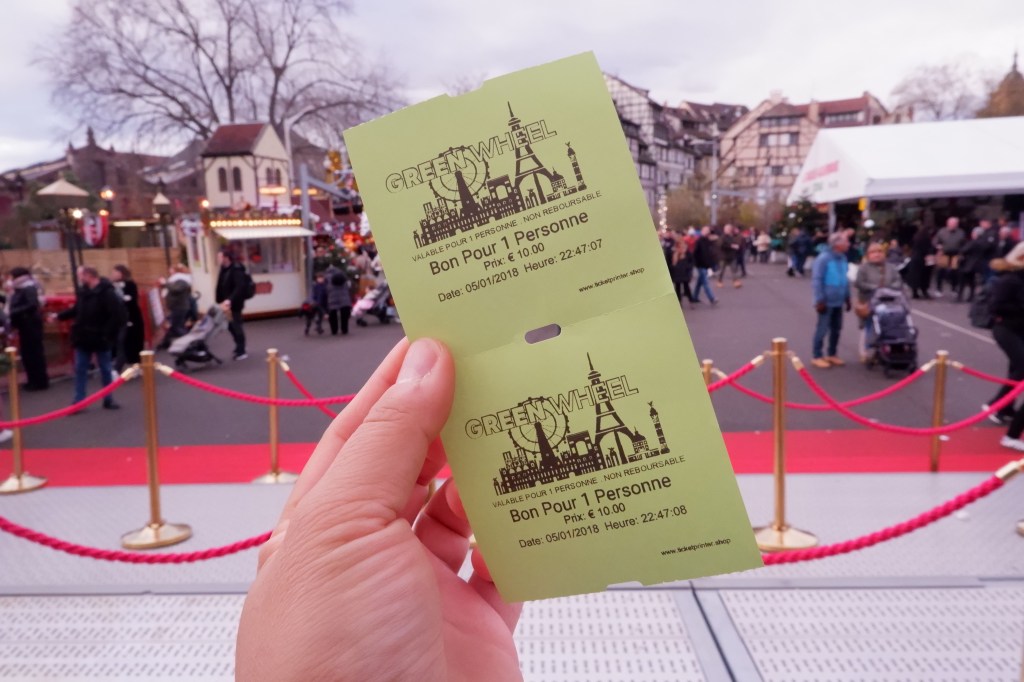 GREEN WHEEL
VALABLE POUR 1 PERSONNE . NON REBOURSABLE
Bon Pour 1 Personne
Prix: € 10.00
Date: 05/01/2018 Heure: 22:47:07
www.ticketprinter.shop
GREEN WHEEL
VALABLE POUR 1 PERSONNE . NON REBOURSABLE
Bon Pour 1 Personne
Prix: € 10.00
Date: 05/01/2018 Heure: 22:47:08
www.ticketprinter.shop